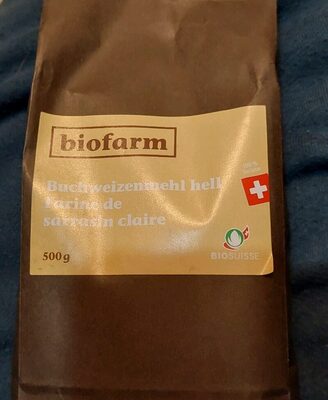 biofarm
Buchweizenmehl hell
Farine de
sarrasin claire
500g
BIOSUISSE